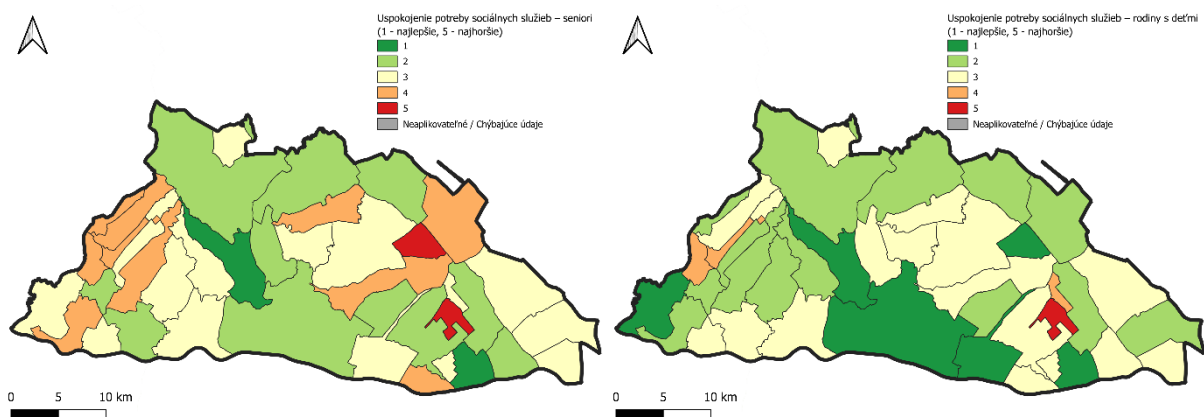 Uspokojenie potreby sociálnych služieb – seniori
(1 - najlepšie, 5 - najhoršie)
1
2
3
4
5
Neaplikovateľné / Chýbajúce údaje
0 5 10 km
Uspokojenie potreby sociálnych služieb – rodiny s deťmi
(1 - najlepšie, 5 - najhoršie)
1
2
3
4
5
Neaplikovateľné / Chýbajúce údaje
0 5 10 km